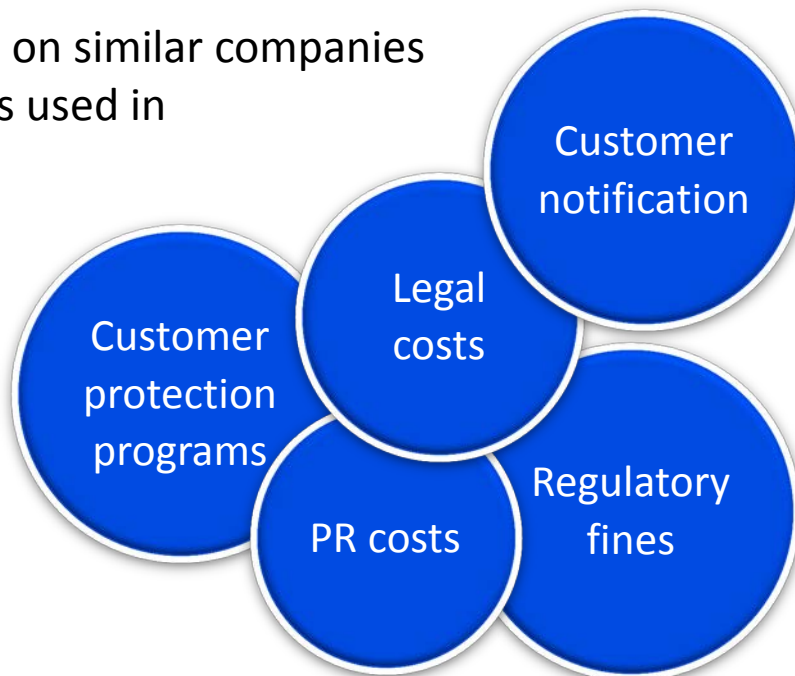 on similar companies
s used in
Customer
notification
Legal
costs
Customer
protection
programs
Regulatory
fines
PR costs